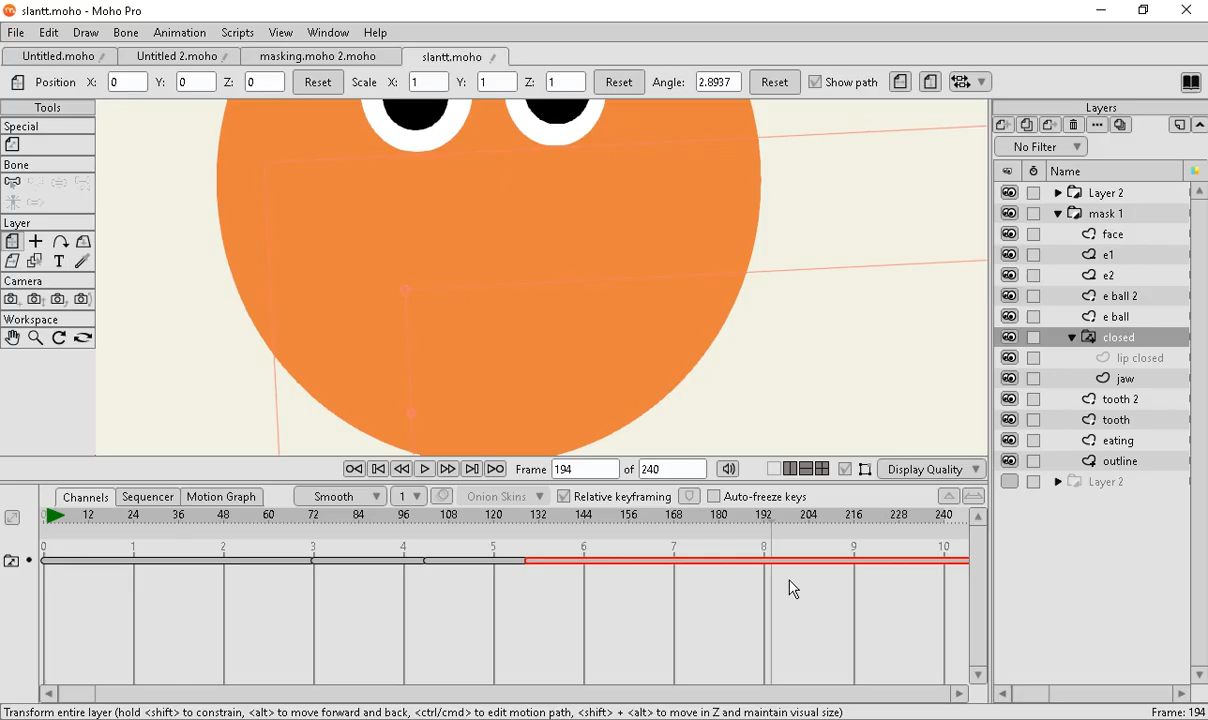 slantt.moho - Moho Pro
File Edit Draw Bone Animation Scripts View Window Help
Untitled.moho Untitled 2.moho masking.moho 2.moho slantt.moho
Position X: 0 Y: 0 Z: 0 Reset Scale X: 1 Y: 1 Z: 1 Reset Angle: 2.8937 Reset Show path
Tools
Special
Bone
Layer
Camera
Workspace
Layers
No Filter
Name
Layer 2
mask 1
face
e1
e2
e ball 2
e ball
closed
lip closed
jaw
tooth 2
tooth
eating
outline
Layer 2
Frame 194 of 240 Display Quality
Channels Sequencer Motion Graph Smooth 1 Onion Skins Relative keyframing Auto-freeze keys
0 12 24 36 48 60 72 84 96 108 120 132 144 156 168 180 192 204 216 228 240
0 1 2 3 4 5 6 7 8 9 10
Transform entire layer (hold <shift> to constrain, <alt> to move forward and back, <ctrl/cmd> to edit motion path, <shift> + <alt> to move in Z and maintain visual size) Frame: 194